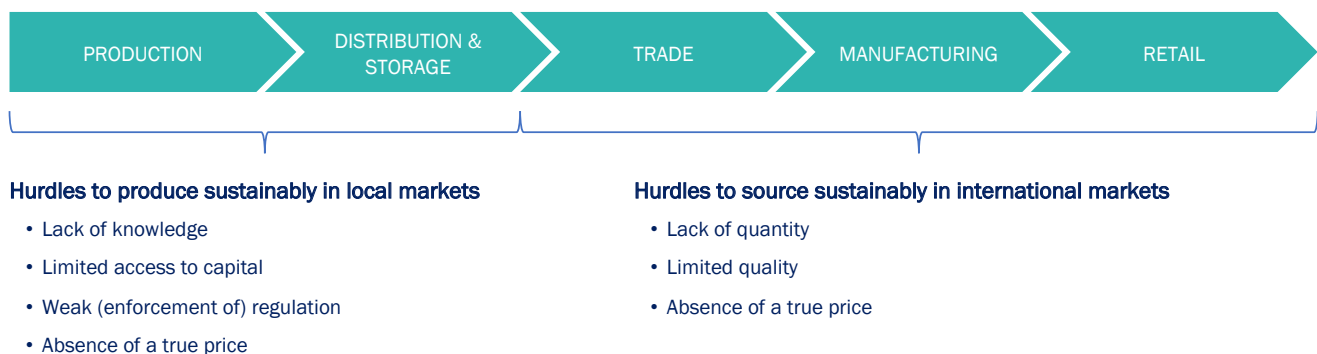 PRODUCTION
DISTRIBUTION &
STORAGE
TRADE
MANUFACTURING
RETAIL
Hurdles to produce sustainably in local markets
• Lack of knowledge
• Limited access to capital
• Weak (enforcement of) regulation
• Absence of a true price
Hurdles to source sustainably in international markets
• Lack of quantity
• Limited quality
• Absence of a true price